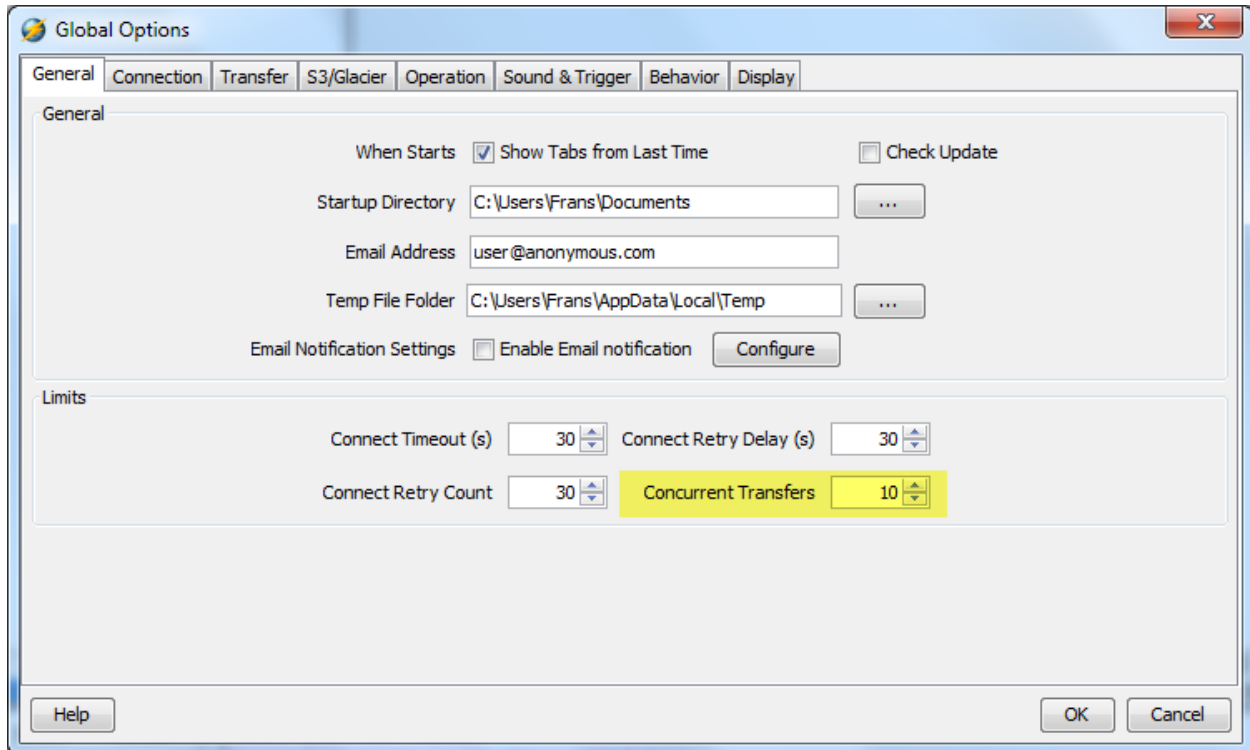 Global Options
General Connection Transfer S3/Glacier Operation Sound & Trigger Behavior Display
General
When Starts Show Tabs from Last Time Check Update
Startup Directory C:\Users\Frans\Documents ...
Email Address user@anonymous.com
Temp File Folder C:\Users\Frans\AppData\Local\Temp ...
Email Notification Settings Enable Email notification Configure
Limits
Connect Timeout (s) 30 Connect Retry Delay (s) 30
Connect Retry Count 30 Concurrent Transfers 10
Help OK Cancel